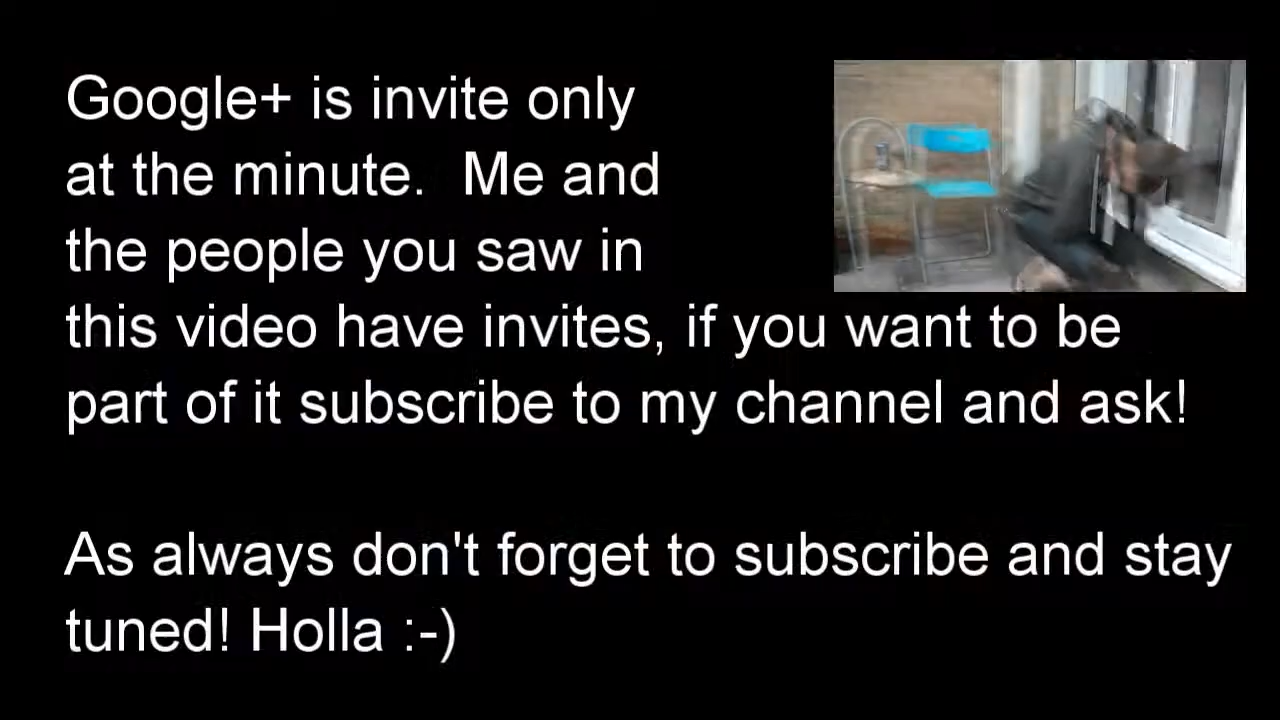 Google+ is invite only
at the minute.  Me and
the people you saw in
this video have invites, if you want to be
part of it subscribe to my channel and ask!
As always don't forget to subscribe and stay
tuned! Holla :-)